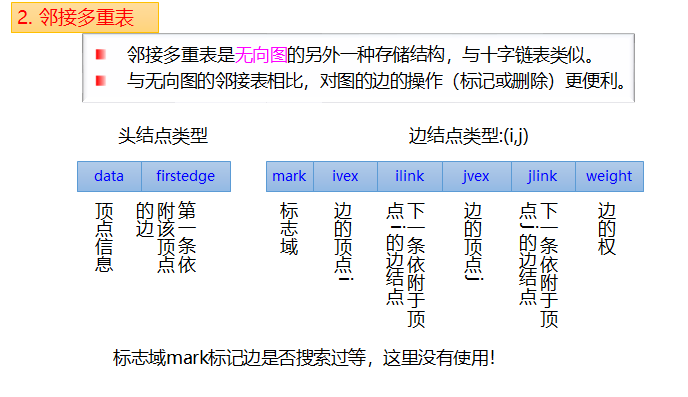 2. 邻接多重表
邻接多重表是无向图的另外一种存储结构，与十字链表类似。
与无向图的邻接表相比，对图的边的操作（标记或删除）更便利。
头结点类型
边结点类型:(i,j)
data firstedge
mark ivex ilink jvex jlink weight
顶点信息
第一条依
附该顶点
的边
标志域
边的顶点i
下一条依附于顶
点i的边结点
边的顶点j
下一条依附于顶
点j的边结点
边的权
标志域mark标记边是否搜索过等，这里没有使用！